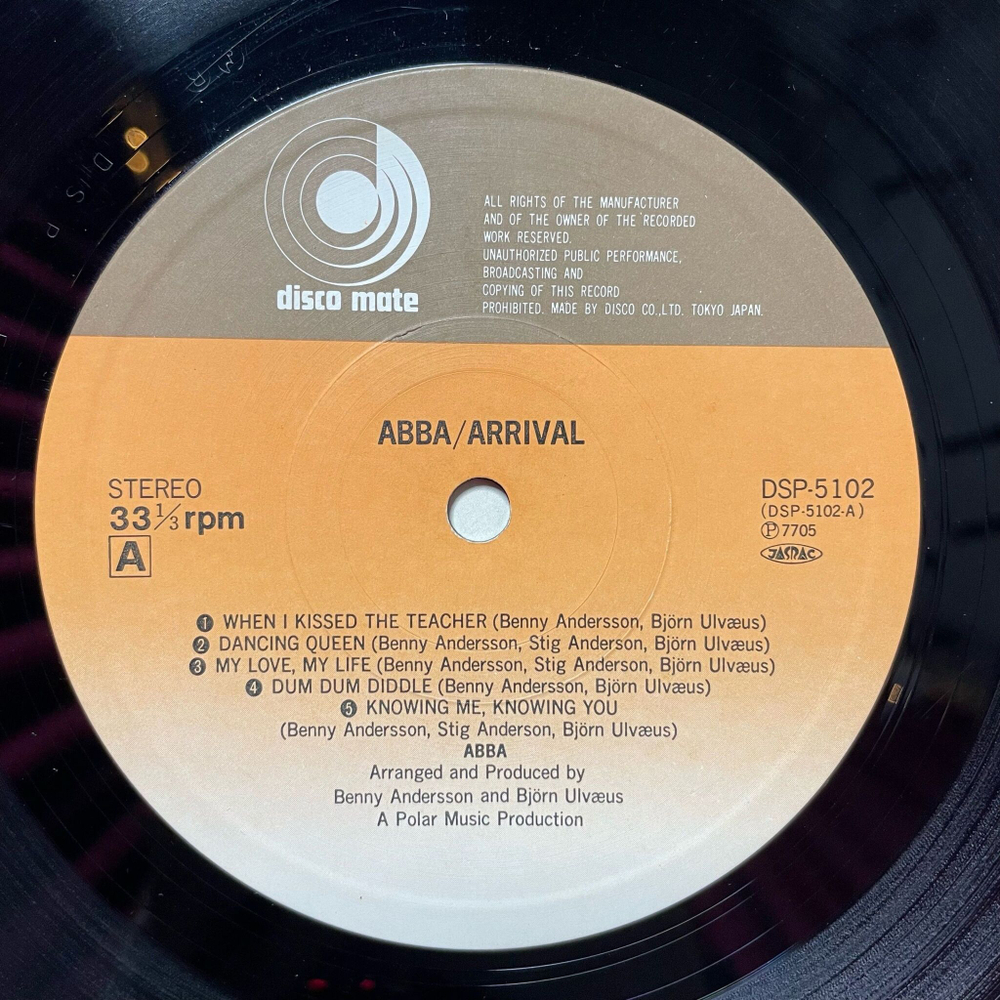 disco mate
ALL RIGHTS OF THE MANUFACTURER
AND OF THE OWNER OF THE RECORDED
WORK RESERVED.
UNAUTHORIZED PUBLIC PERFORMANCE,
BROADCASTING AND
COPYING OF THIS RECORD
PROHIBITED. MADE BY DISCO CO.,LTD. TOKYO JAPAN.
ABBA/ARRIVAL
STEREO
33⅓ rpm
A
DSP-5102
(DSP-5102-A)
Ⓟ7705
JASRAC
❶ WHEN I KISSED THE TEACHER (Benny Andersson, Björn Ulvæus)
❷ DANCING QUEEN (Benny Andersson, Stig Anderson, Björn Ulvæus)
❸ MY LOVE, MY LIFE (Benny Andersson, Stig Anderson, Björn Ulvæus)
❹ DUM DUM DIDDLE (Benny Andersson, Björn Ulvæus)
❺ KNOWING ME, KNOWING YOU
(Benny Andersson, Stig Anderson, Björn Ulvæus)
ABBA
Arranged and Produced by
Benny Andersson and Björn Ulvæus
A Polar Music Production